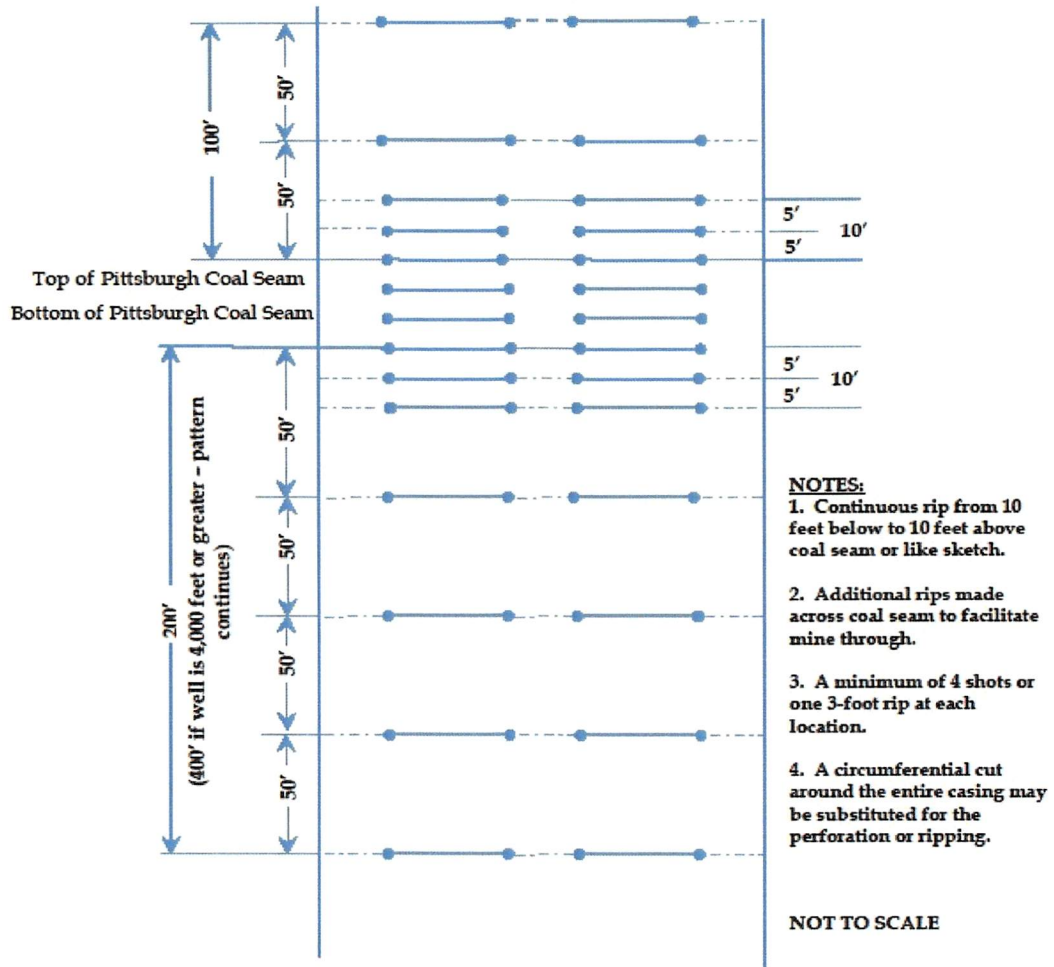 50'
100'
50'
5'
10'
5'
Top of Pittsburgh Coal Seam
Bottom of Pittsburgh Coal Seam
5'
10'
5'
50'
200'
(400' if well is 4,000 feet or greater – pattern
continues)
50'
50'
50'
NOTES:
1. Continuous rip from 10
feet below to 10 feet above
coal seam or like sketch.
2. Additional rips made
across coal seam to facilitate
mine through.
3. A minimum of 4 shots or
one 3-foot rip at each
location.
4. A circumferential cut
around the entire casing may
be substituted for the
perforation or ripping.
NOT TO SCALE